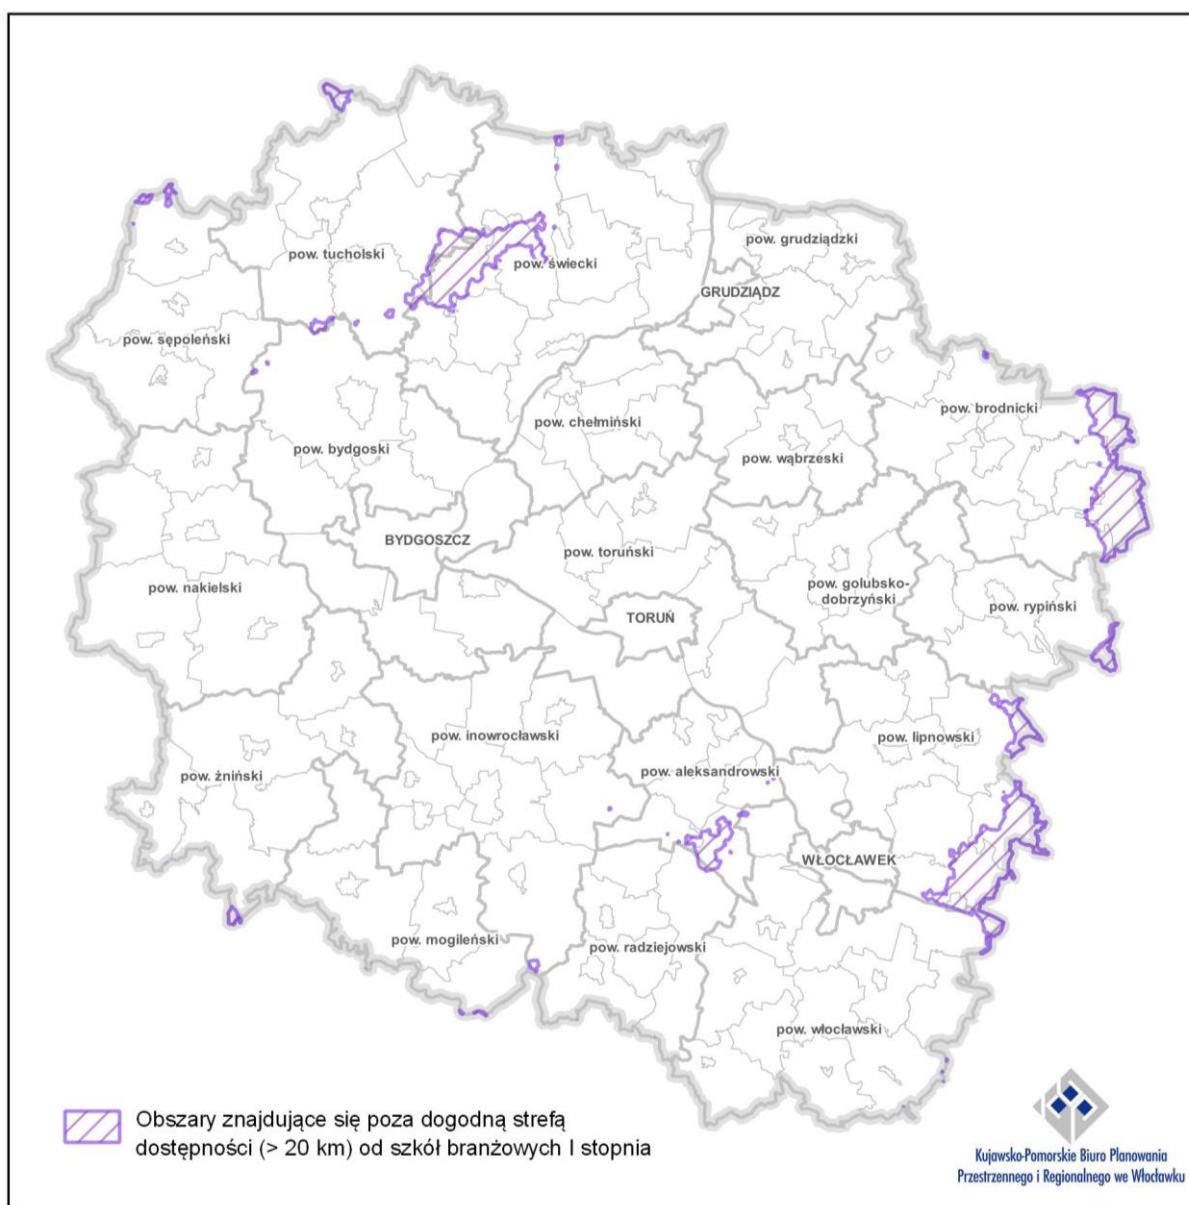 pow. tucholski
pow. świecki
pow. grudziądzki
GRUDZIĄDZ
pow. sępoleński
pow. brodnicki
pow. chełmiński
pow. bydgoski
pow. wąbrzeski
BYDGOSZCZ
pow. toruński
pow. nakielski
pow. golubsko-
dobrzyński
pow. rypiński
TORUŃ
pow. inowrocławski
pow. lipnowski
pow. żniński
pow. aleksandrowski
WŁOCŁAWEK
pow. mogileński
pow. radziejowski
pow. włocławski
Obszary znajdujące się poza dogodną strefą
dostępności (> 20 km) od szkół branżowych I stopnia
Kujawsko-Pomorskie Biuro Planowania
Przestrzennego i Regionalnego we Włocławku